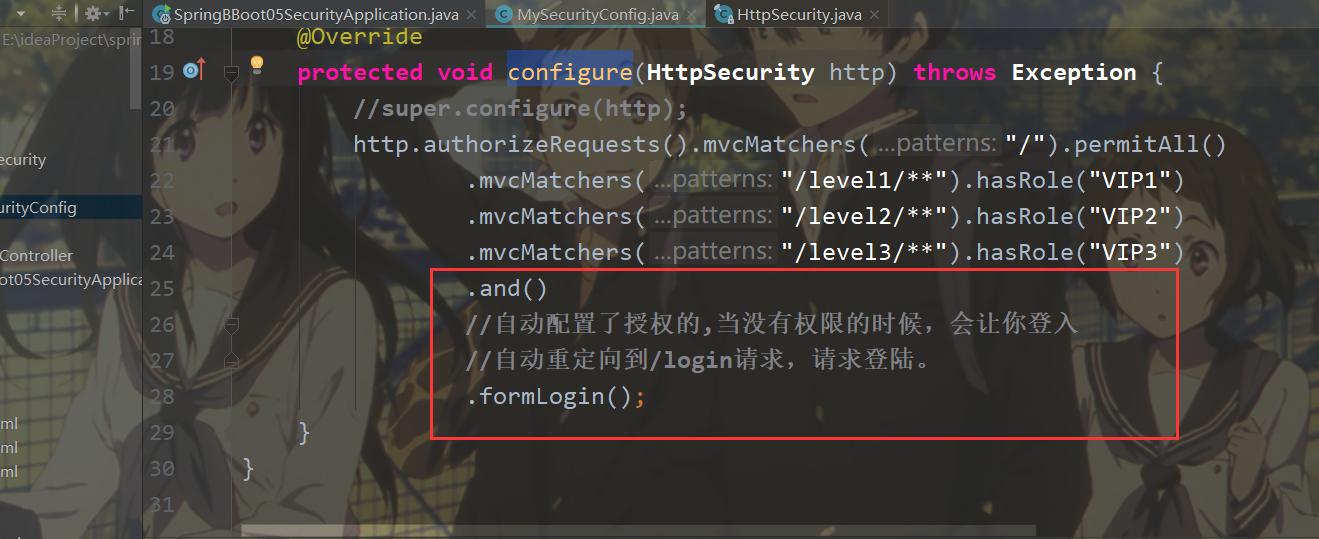 SpringBBoot05SecurityApplication.java MySecurityConfig.java HttpSecurity.java
E:\ideaProject\sprin
18 @Override
19 protected void configure(HttpSecurity http) throws Exception {
20 //super.configure(http);
21 http.authorizeRequests().mvcMatchers( ...patterns: "/").permitAll()
ecurity
22 .mvcMatchers( ...patterns: "/level1/**").hasRole("VIP1")
urityConfig
23 .mvcMatchers( ...patterns: "/level2/**").hasRole("VIP2")
Controller
24 .mvcMatchers( ...patterns: "/level3/**").hasRole("VIP3")
ot05SecurityApplica
25 .and()
26 //自动配置了授权的,当没有权限的时候，会让你登入
27 //自动重定向到/login请求，请求登陆。
28 .formLogin();
ml
29 }
ml
30 }
ml
31